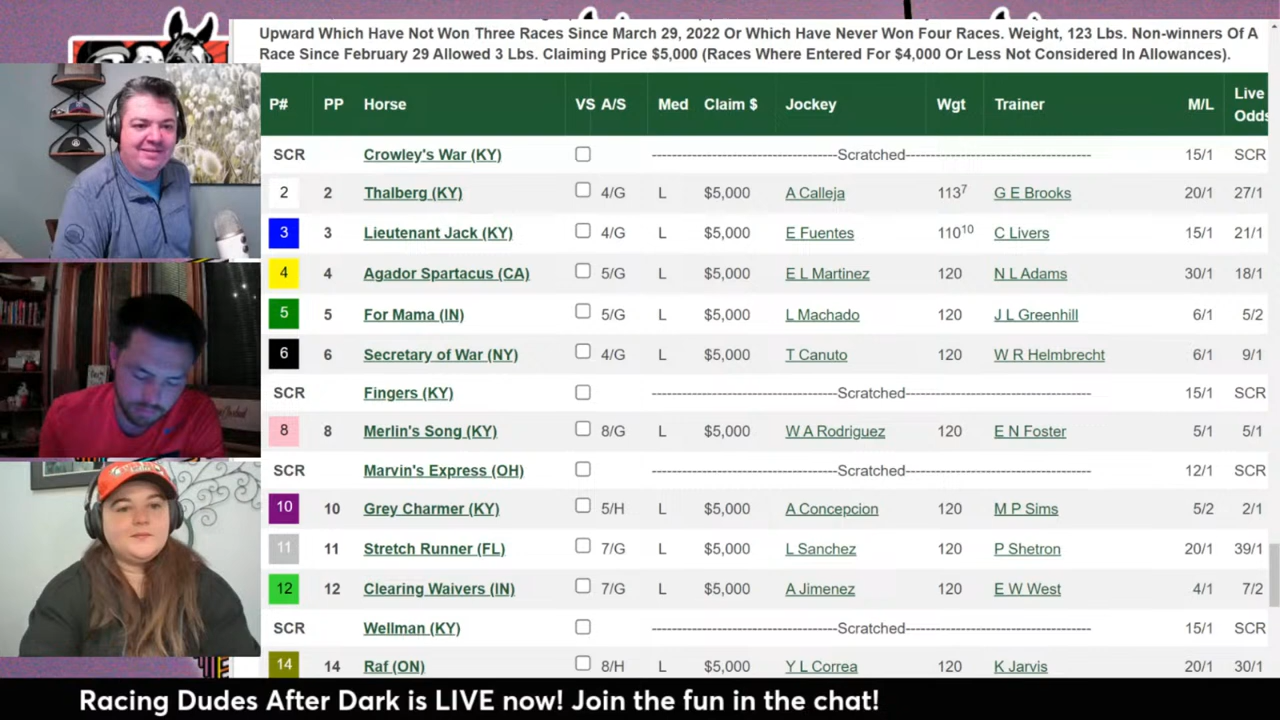 Upward Which Have Not Won Three Races Since March 29, 2022 Or Which Have Never Won Four Races. Weight, 123 Lbs. Non-winners Of A
Race Since February 29 Allowed 3 Lbs. Claiming Price $5,000 (Races Where Entered For $4,000 Or Less Not Considered In Allowances).
P# PP Horse VS A/S Med Claim $ Jockey Wgt Trainer M/L Live Odds
SCR Crowley's War (KY) Scratched 15/1 SCR
2 2 Thalberg (KY) 4/G L $5,000 A Calleja 113⁷ G E Brooks 20/1 27/1
3 3 Lieutenant Jack (KY) 4/G L $5,000 E Fuentes 110¹⁰ C Livers 15/1 21/1
4 4 Agador Spartacus (CA) 5/G L $5,000 E L Martinez 120 N L Adams 30/1 18/1
5 5 For Mama (IN) 5/G L $5,000 L Machado 120 J L Greenhill 6/1 5/2
6 6 Secretary of War (NY) 4/G L $5,000 T Canuto 120 W R Helmbrecht 6/1 9/1
SCR Fingers (KY) Scratched 15/1 SCR
8 8 Merlin's Song (KY) 8/G L $5,000 W A Rodriguez 120 E N Foster 5/1 5/1
SCR Marvin's Express (OH) Scratched 12/1 SCR
10 10 Grey Charmer (KY) 5/H L $5,000 A Concepcion 120 M P Sims 5/2 2/1
11 11 Stretch Runner (FL) 7/G L $5,000 L Sanchez 120 P Shetron 20/1 39/1
12 12 Clearing Waivers (IN) 7/G L $5,000 A Jimenez 120 E W West 4/1 7/2
SCR Wellman (KY) Scratched 15/1 SCR
14 14 Raf (ON) 8/H L $5,000 Y L Correa 120 K Jarvis 20/1 30/1
Racing Dudes After Dark is LIVE now! Join the fun in the chat!